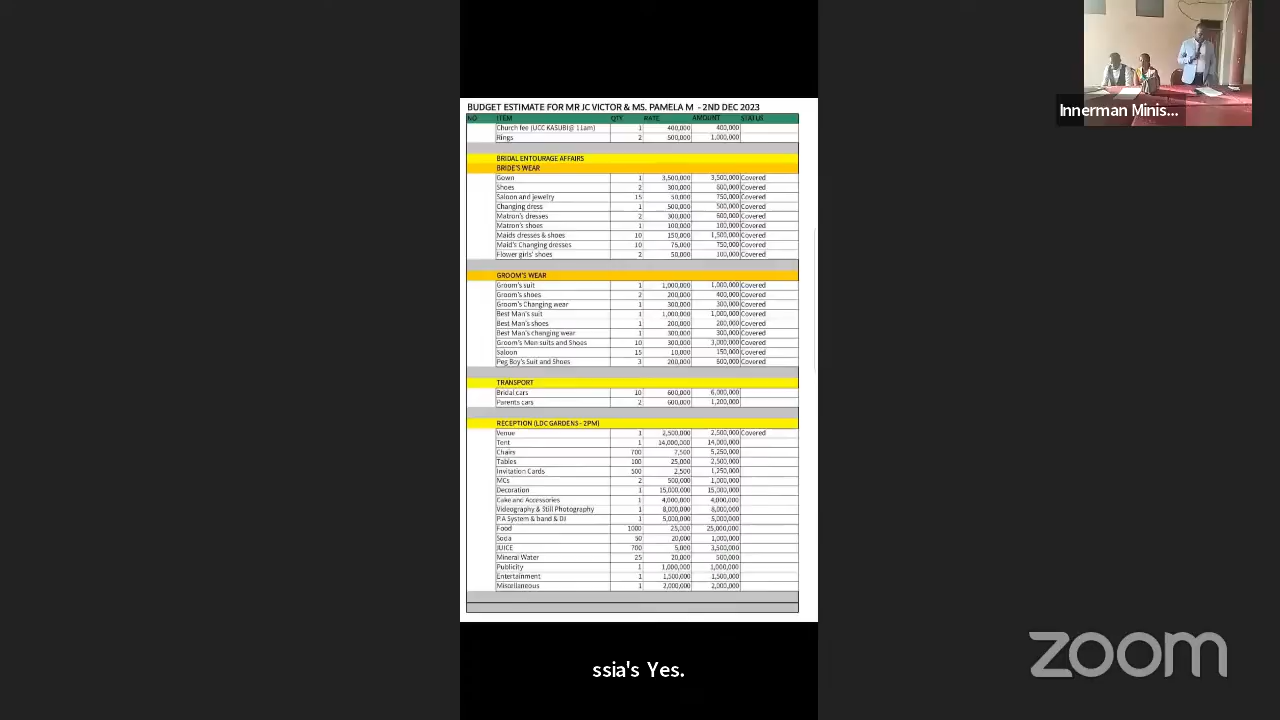 BUDGET ESTIMATE FOR MR JC VICTOR & MS. PAMELA M - 2ND DEC 2023
NO ITEM QTY RATE AMOUNT STATUS
Church fee (UCC KASUBI@ 11am) 1 400,000 400,000
Rings 2 500,000 1,000,000
BRIDAL ENTOURAGE AFFAIRS
BRIDE'S WEAR
Gown 1 3,500,000 3,500,000 Covered
Shoes 2 300,000 600,000 Covered
Saloon and jewelry 15 50,000 750,000 Covered
Changing dress 1 500,000 500,000 Covered
Matron's dresses 2 300,000 600,000 Covered
Matron's shoes 1 100,000 100,000 Covered
Maids dresses & shoes 10 150,000 1,500,000 Covered
Maid's Changing dresses 10 75,000 750,000 Covered
Flower girls' shoes 2 50,000 100,000 Covered
GROOM'S WEAR
Groom's suit 1 1,000,000 1,000,000 Covered
Groom's shoes 2 200,000 400,000 Covered
Groom's Changing wear 1 300,000 300,000 Covered
Best Man's suit 1 1,000,000 1,000,000 Covered
Best Man's shoes 1 200,000 200,000 Covered
Best Man's changing wear 1 300,000 300,000 Covered
Groom's Men suits and Shoes 10 300,000 3,000,000 Covered
Saloon 15 10,000 150,000 Covered
Peg Boy's Suit and Shoes 3 200,000 600,000 Covered
TRANSPORT
Bridal cars 10 600,000 6,000,000
Parents cars 2 600,000 1,200,000
RECEPTION (LDC GARDENS - 2PM)
Venue 1 2,500,000 2,500,000 Covered
Tent 1 14,000,000 14,000,000
Chairs 700 7,500 5,250,000
Tables 100 25,000 2,500,000
Invitation Cards 500 2,500 1,250,000
MCs 2 500,000 1,000,000
Decoration 1 15,000,000 15,000,000
Cake and Accessories 1 4,000,000 4,000,000
Videography & Still Photography 1 8,000,000 8,000,000
P.A System & band & DJ 1 5,000,000 5,000,000
Food 1000 25,000 25,000,000
Soda 50 20,000 1,000,000
JUICE 700 5,000 3,500,000
Mineral Water 25 20,000 500,000
Publicity 1 1,000,000 1,000,000
Entertainment 1 1,500,000 1,500,000
Miscellaneous 1 2,000,000 2,000,000
Innerman Minis...
ssia's Yes.
zoom